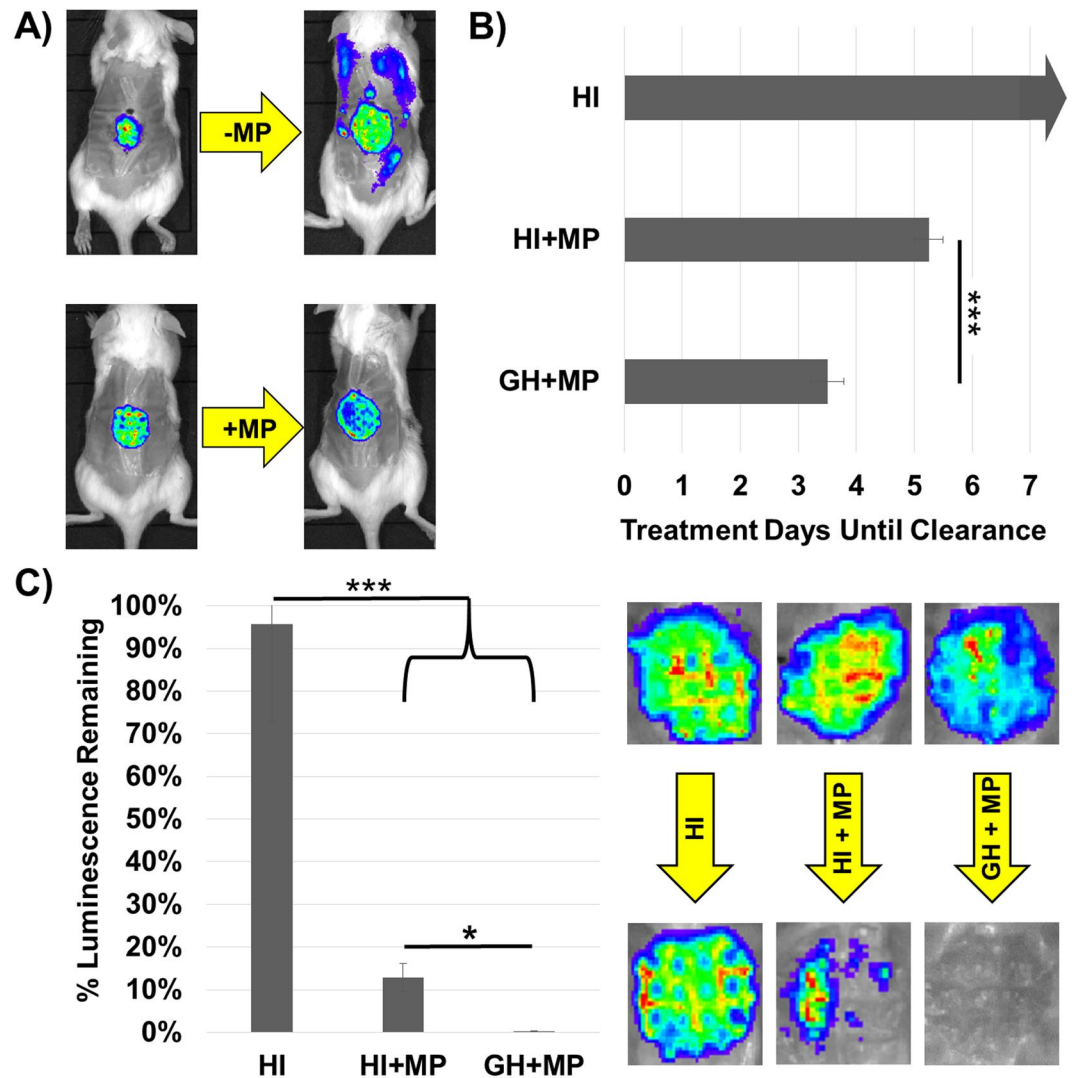 A)
-MP
+MP
B)
HI
HI+MP
GH+MP
***
0 1 2 3 4 5 6 7
Treatment Days Until Clearance
C)
% Luminescence Remaining
100%
90%
80%
70%
60%
50%
40%
30%
20%
10%
0%
***
*
HI HI+MP GH+MP
HI
HI + MP
GH + MP